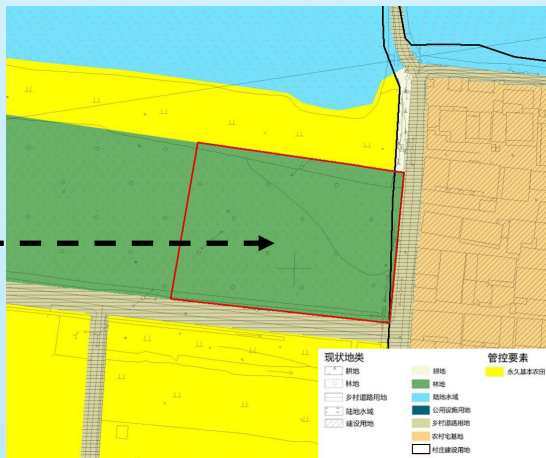 现状地类
管控要素
耕地
耕地
永久基本农田
林地
林地
乡村道路用地
陆地水域
陆地水域
公用设施用地
建设用地
乡村道路用地
农村宅基地
村庄建设用地